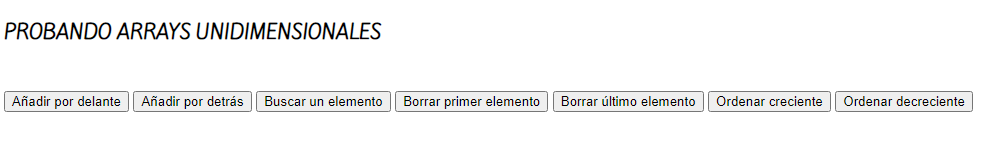 PROBANDO ARRAYS UNIDIMENSIONALES
Añadir por delante Añadir por detrás Buscar un elemento Borrar primer elemento Borrar último elemento Ordenar creciente Ordenar decreciente